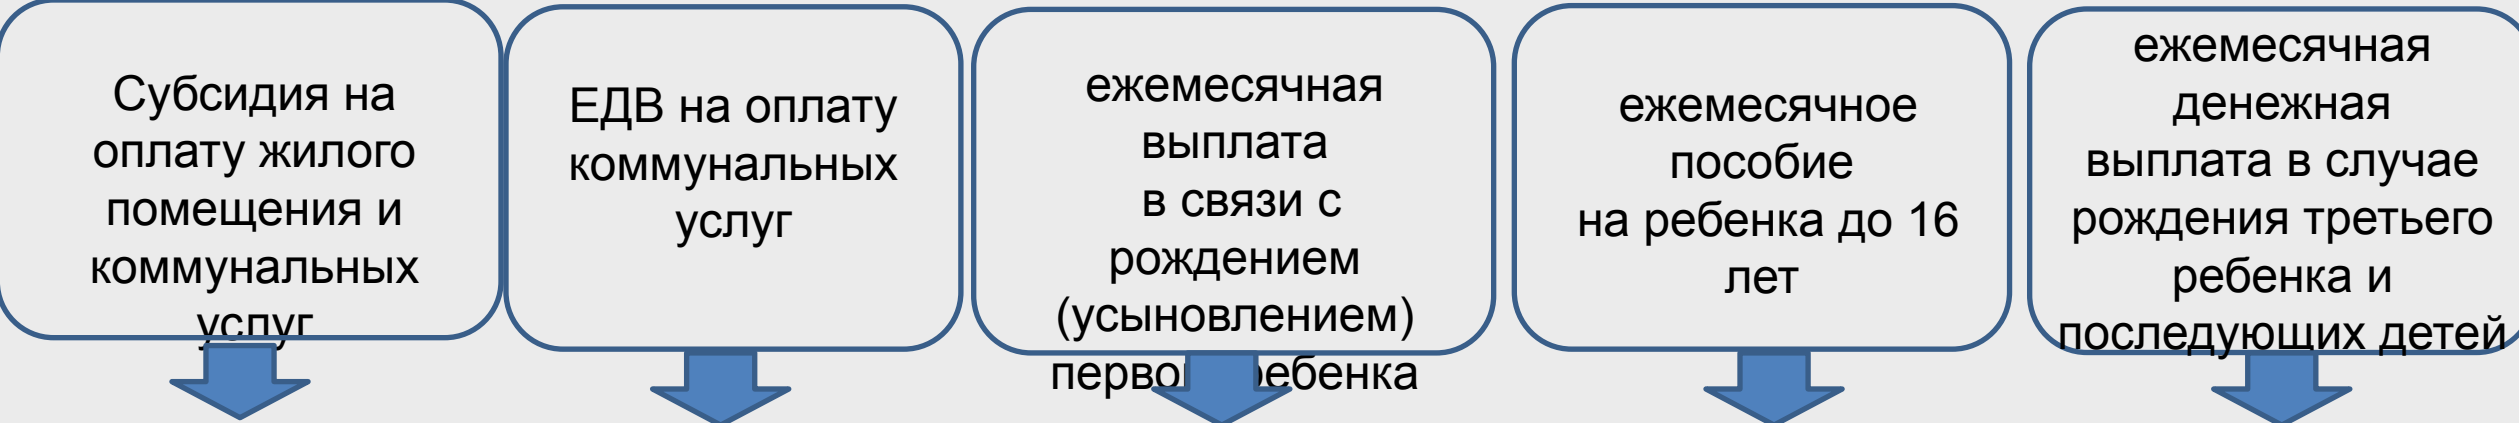 Субсидия на
оплату жилого
помещения и
коммунальных
услуг
ЕДВ на оплату
коммунальных
услуг
ежемесячная
выплата
в связи с
рождением
(усыновлением)
ребенка
ежемесячное
пособие
на ребенка до 16
лет
ежемесячная
денежная
выплата в случае
рождения третьего
ребенка и
последующих детей